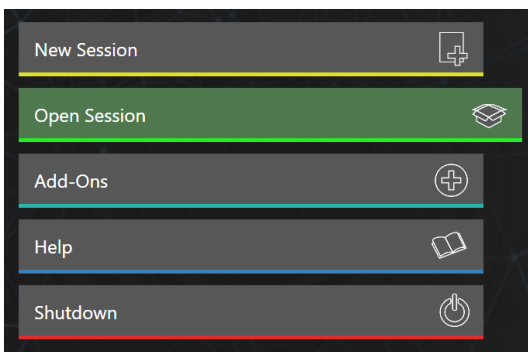 New Session
Open Session
Add-Ons
Help
Shutdown